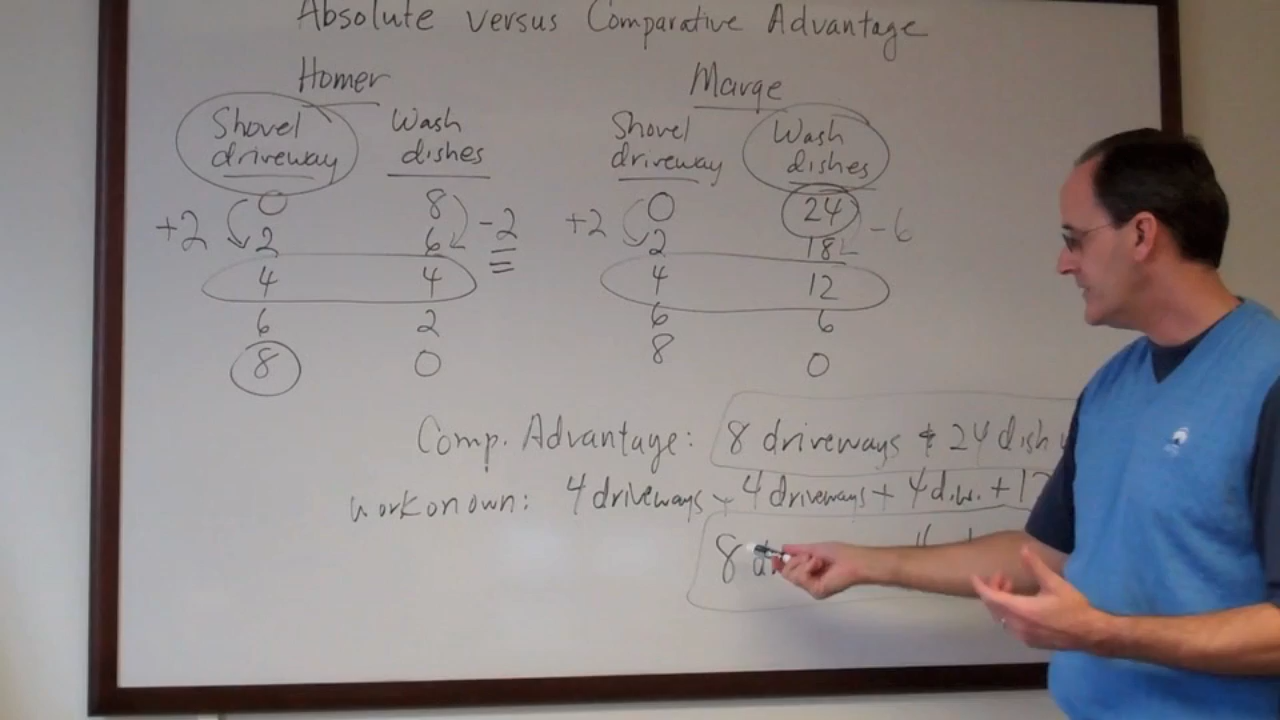 Absolute versus Comparative Advantage
Homer
Marge
Shovel driveway
Wash dishes
Shovel driveway
Wash dishes
+2 0 8 -2 +2 0 24 -6
2 6 2 18
4 4 4 12
6 2 6 6
8 0 8 0
Comp. Advantage: 8 driveways & 24 dish
work on own: 4 driveways + 4 driveways + 4 d.w. +
8